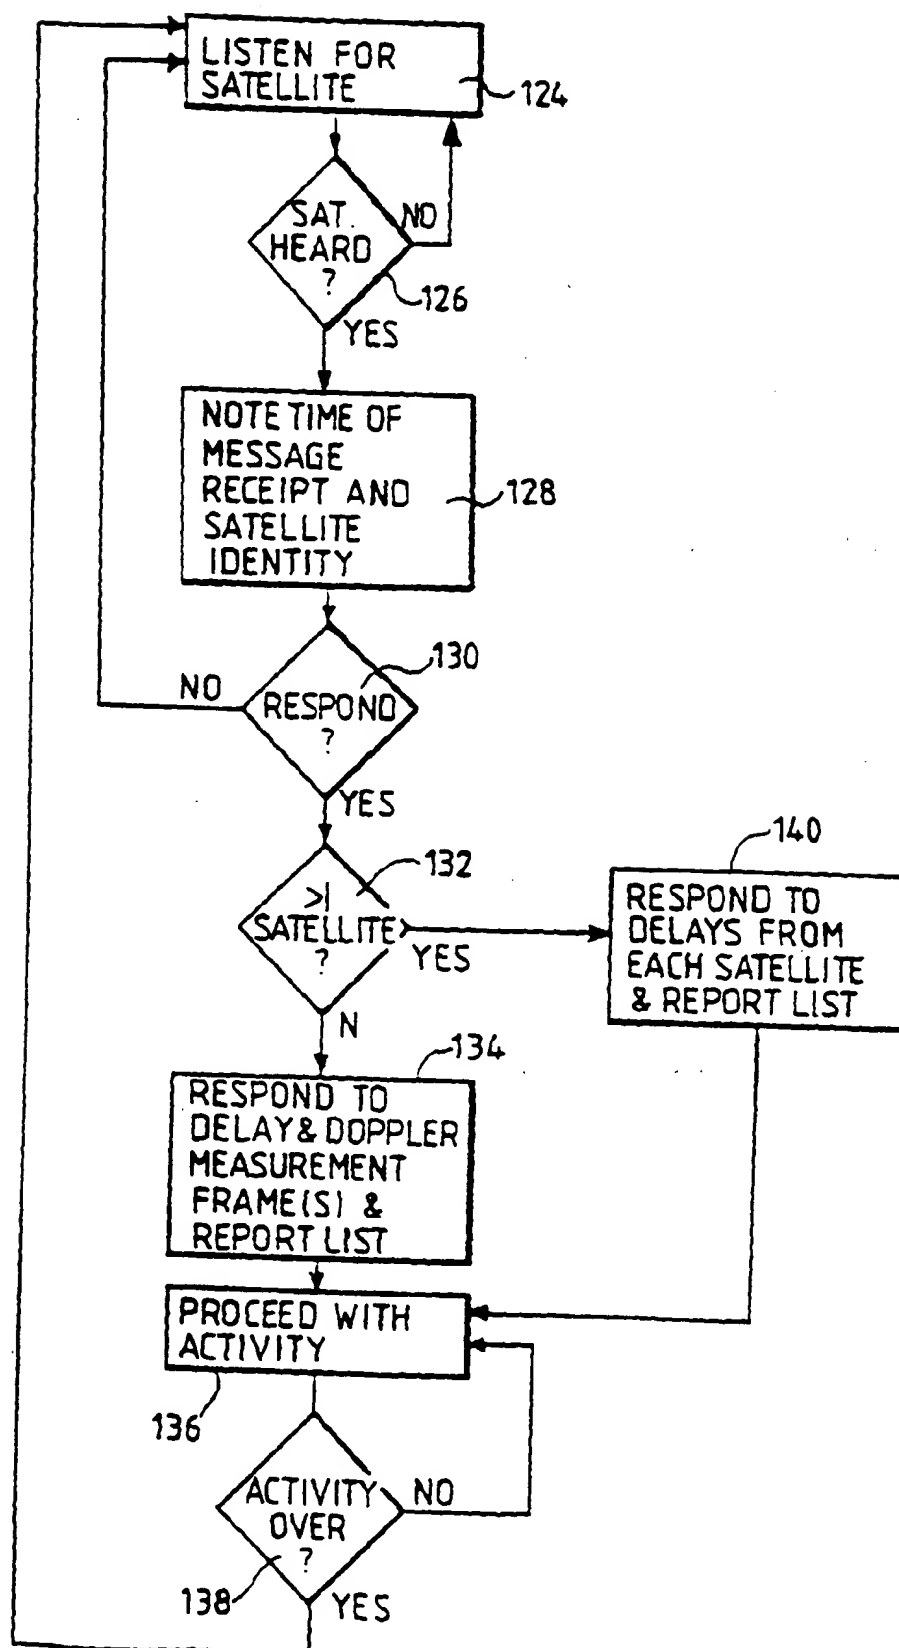 LISTEN FOR
SATELLITE
124
SAT.
HEARD
?
NO
126
YES
NOTE TIME OF
MESSAGE
RECEIPT AND
SATELLITE
IDENTITY
128
130
NO
RESPOND
?
YES
132
>1
SATELLITE
?
YES
N
140
RESPOND TO
DELAYS FROM
EACH SATELLITE
& REPORT LIST
134
RESPOND TO
DELAY & DOPPLER
MEASUREMENT
FRAME(S) &
REPORT LIST
PROCEED WITH
ACTIVITY
136
ACTIVITY
OVER
?
NO
138
YES